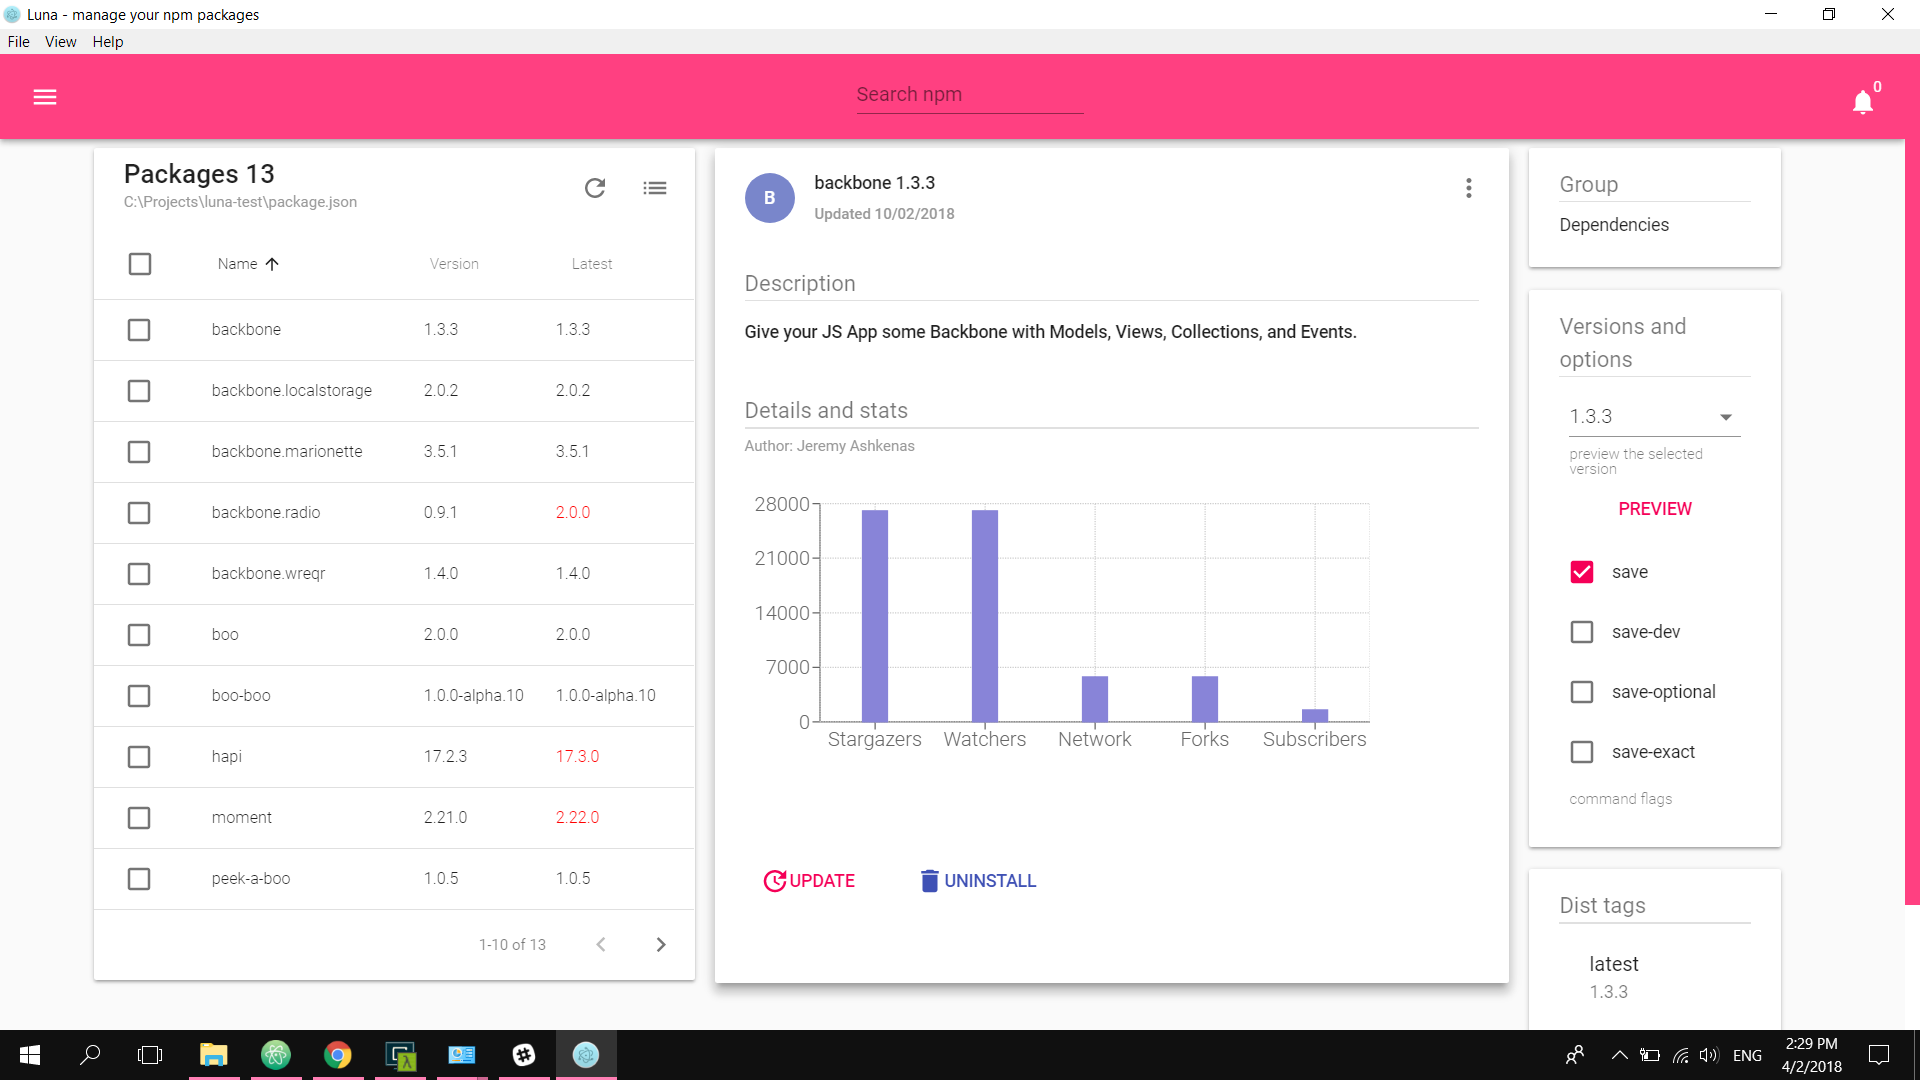 Luna - manage your npm packages
File View Help
Search npm
0
Packages 13
C:\Projects\luna-test\package.json
Name Version Latest
backbone 1.3.3 1.3.3
backbone.localstorage 2.0.2 2.0.2
backbone.marionette 3.5.1 3.5.1
backbone.radio 0.9.1 2.0.0
backbone.wreqr 1.4.0 1.4.0
boo 2.0.0 2.0.0
boo-boo 1.0.0-alpha.10 1.0.0-alpha.10
hapi 17.2.3 17.3.0
moment 2.21.0 2.22.0
peek-a-boo 1.0.5 1.0.5
1-10 of 13
B
backbone 1.3.3
Updated 10/02/2018
Description
Give your JS App some Backbone with Models, Views, Collections, and Events.
Details and stats
Author: Jeremy Ashkenas
28000
21000
14000
7000
0
Stargazers Watchers Network Forks Subscribers
UPDATE UNINSTALL
Group
Dependencies
Versions and
options
1.3.3
preview the selected
version
PREVIEW
save
save-dev
save-optional
save-exact
command flags
Dist tags
latest
1.3.3
λ
ENG
2:29 PM
4/2/2018